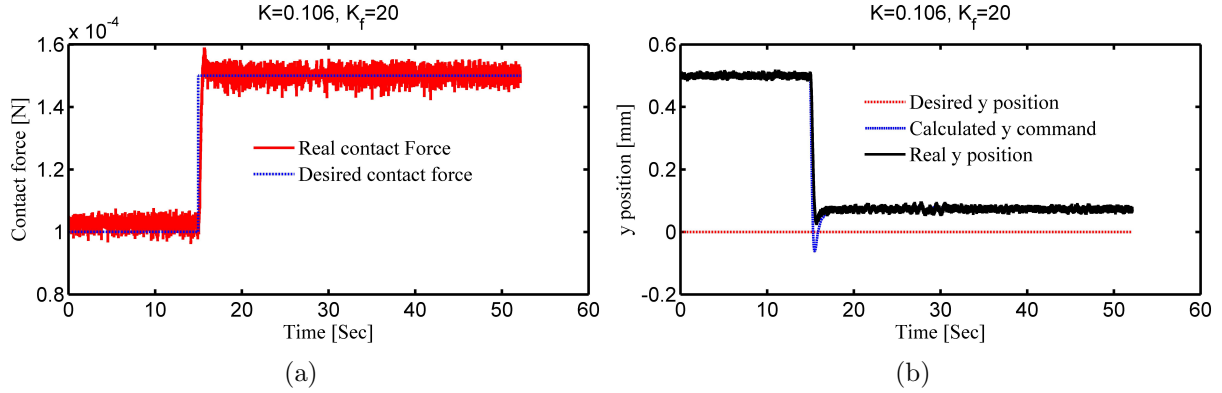 K=0.106, K_f=20
x 10^-4
1.6
1.4
1.2
1
0.8
Contact force [N]
Real contact Force
Desired contact force
0 10 20 30 40 50 60
Time [Sec]
(a)
K=0.106, K_f=20
0.6
0.4
0.2
0
-0.2
y position [mm]
Desired y position
Calculated y command
Real y position
0 10 20 30 40 50 60
Time [Sec]
(b)